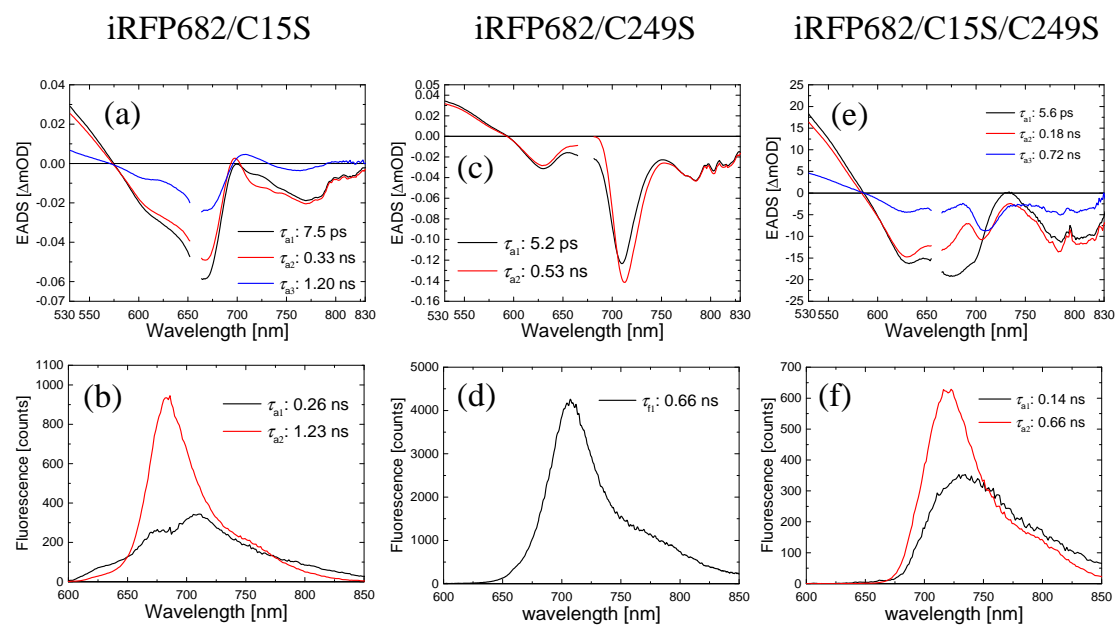 iRFP682/C15S
iRFP682/C249S
iRFP682/C15S/C249S
(a)
EADS [ΔmOD]
0.04
0.02
0.00
-0.02
-0.04
-0.06
τa1: 7.5 ps
τa2: 0.33 ns
τa3: 1.20 ns
530 550 600 650 700 750 800 830
Wavelength [nm]
(c)
EADS [ΔmOD]
0.05
0.04
0.02
0.00
-0.02
-0.04
-0.06
-0.08
-0.10
-0.12
-0.14
-0.16
τa1: 5.2 ps
τa2: 0.53 ns
530 550 600 650 700 750 800 830
Wavelength [nm]
(e)
EADS [ΔmOD]
25
20
15
10
5
0
-5
-10
-15
-20
-25
τa1: 5.6 ps
τa2: 0.18 ns
τa3: 0.72 ns
530 550 600 650 700 750 800 830
Wavelength [nm]
(b)
Fluorescence [counts]
1100
1000
800
600
400
200
0
τa1: 0.26 ns
τa2: 1.23 ns
600 650 700 750 800 850
Wavelength [nm]
(d)
Fluorescence [counts]
5000
4000
3000
2000
1000
0
τf1: 0.66 ns
600 650 700 750 800 850
wavelength [nm]
(f)
Fluorescence [counts]
700
600
500
400
300
200
100
0
τa1: 0.14 ns
τa2: 0.66 ns
600 650 700 750 800 850
wavelength [nm]